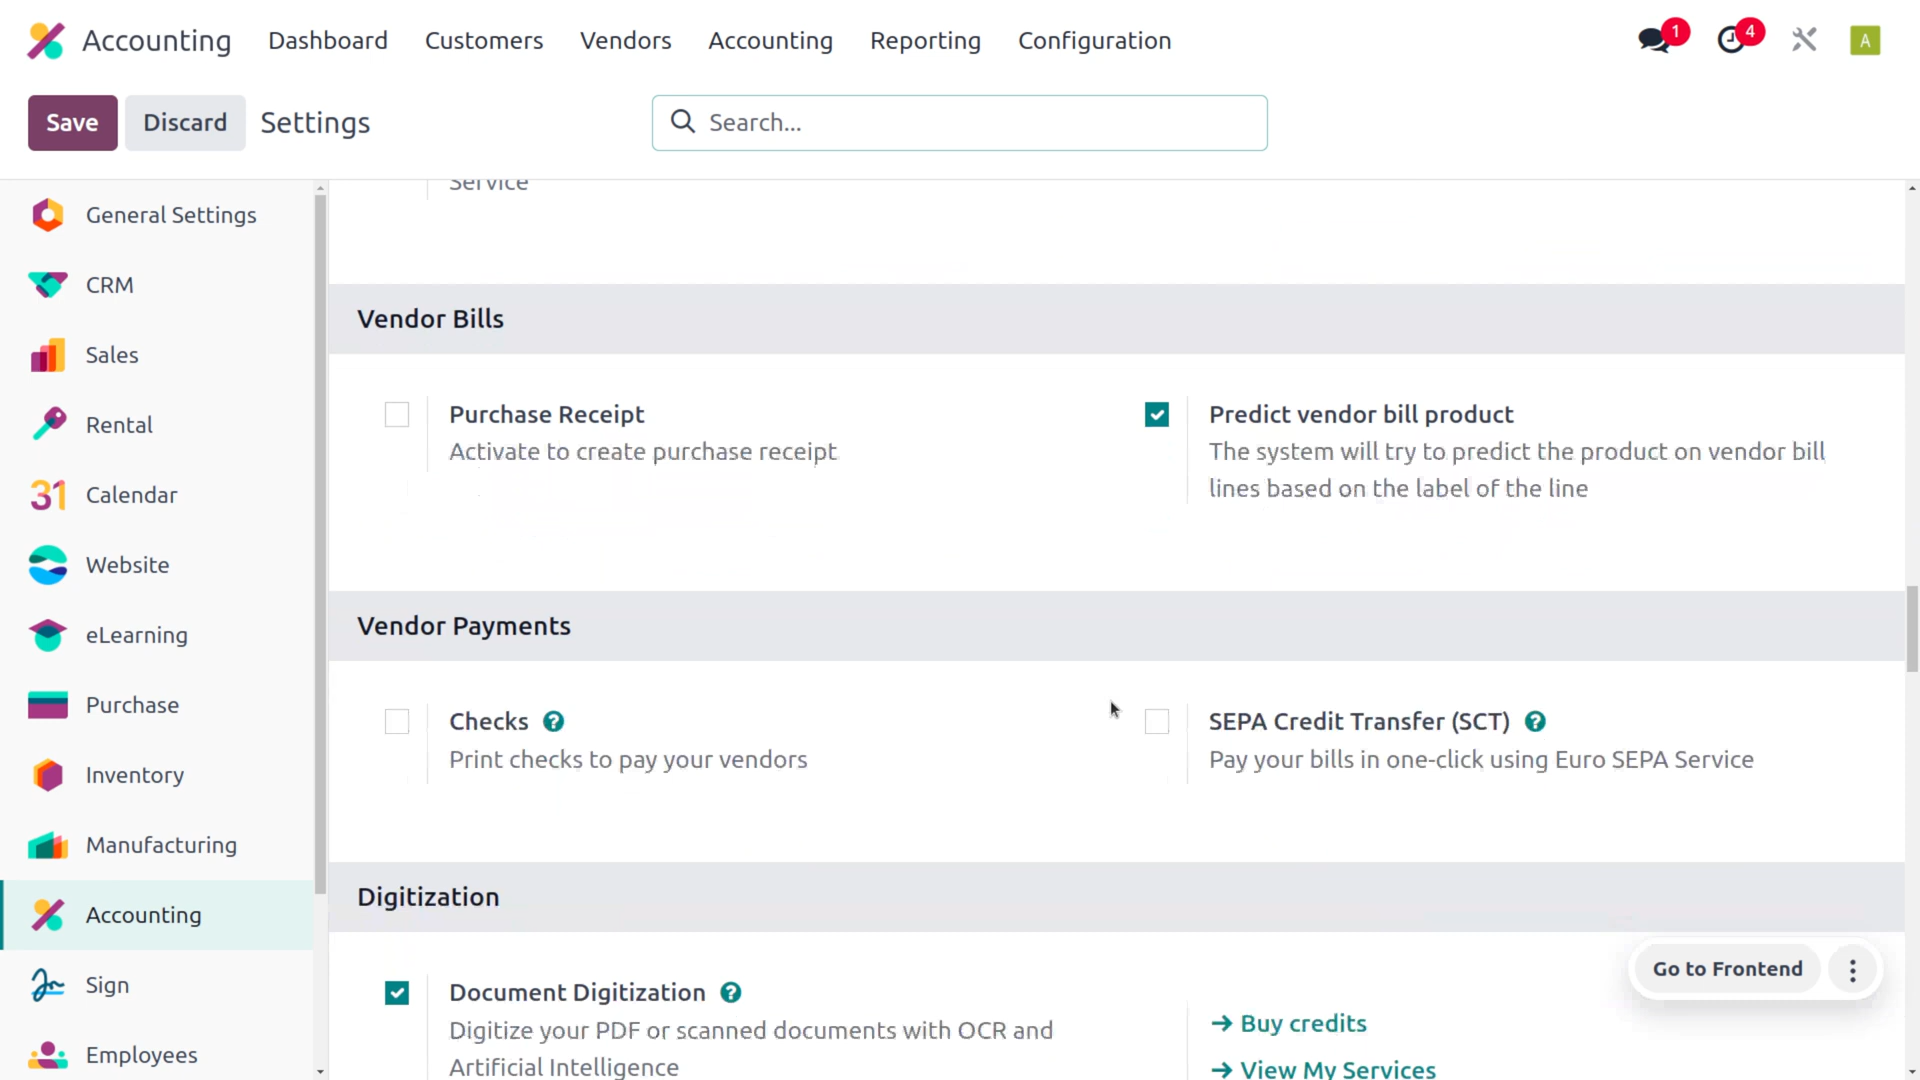 Accounting Dashboard Customers Vendors Accounting Reporting Configuration 1 4 A
Save Discard Settings Search...
General Settings
CRM
Sales
Rental
31 Calendar
Website
eLearning
Purchase
Inventory
Manufacturing
Accounting
Sign
Employees
Service
Vendor Bills
Purchase Receipt
Activate to create purchase receipt
Predict vendor bill product
The system will try to predict the product on vendor bill
lines based on the label of the line
Vendor Payments
Checks ?
Print checks to pay your vendors
SEPA Credit Transfer (SCT) ?
Pay your bills in one-click using Euro SEPA Service
Digitization
Document Digitization ?
Digitize your PDF or scanned documents with OCR and
Artificial Intelligence
Buy credits
View My Services
Go to Frontend